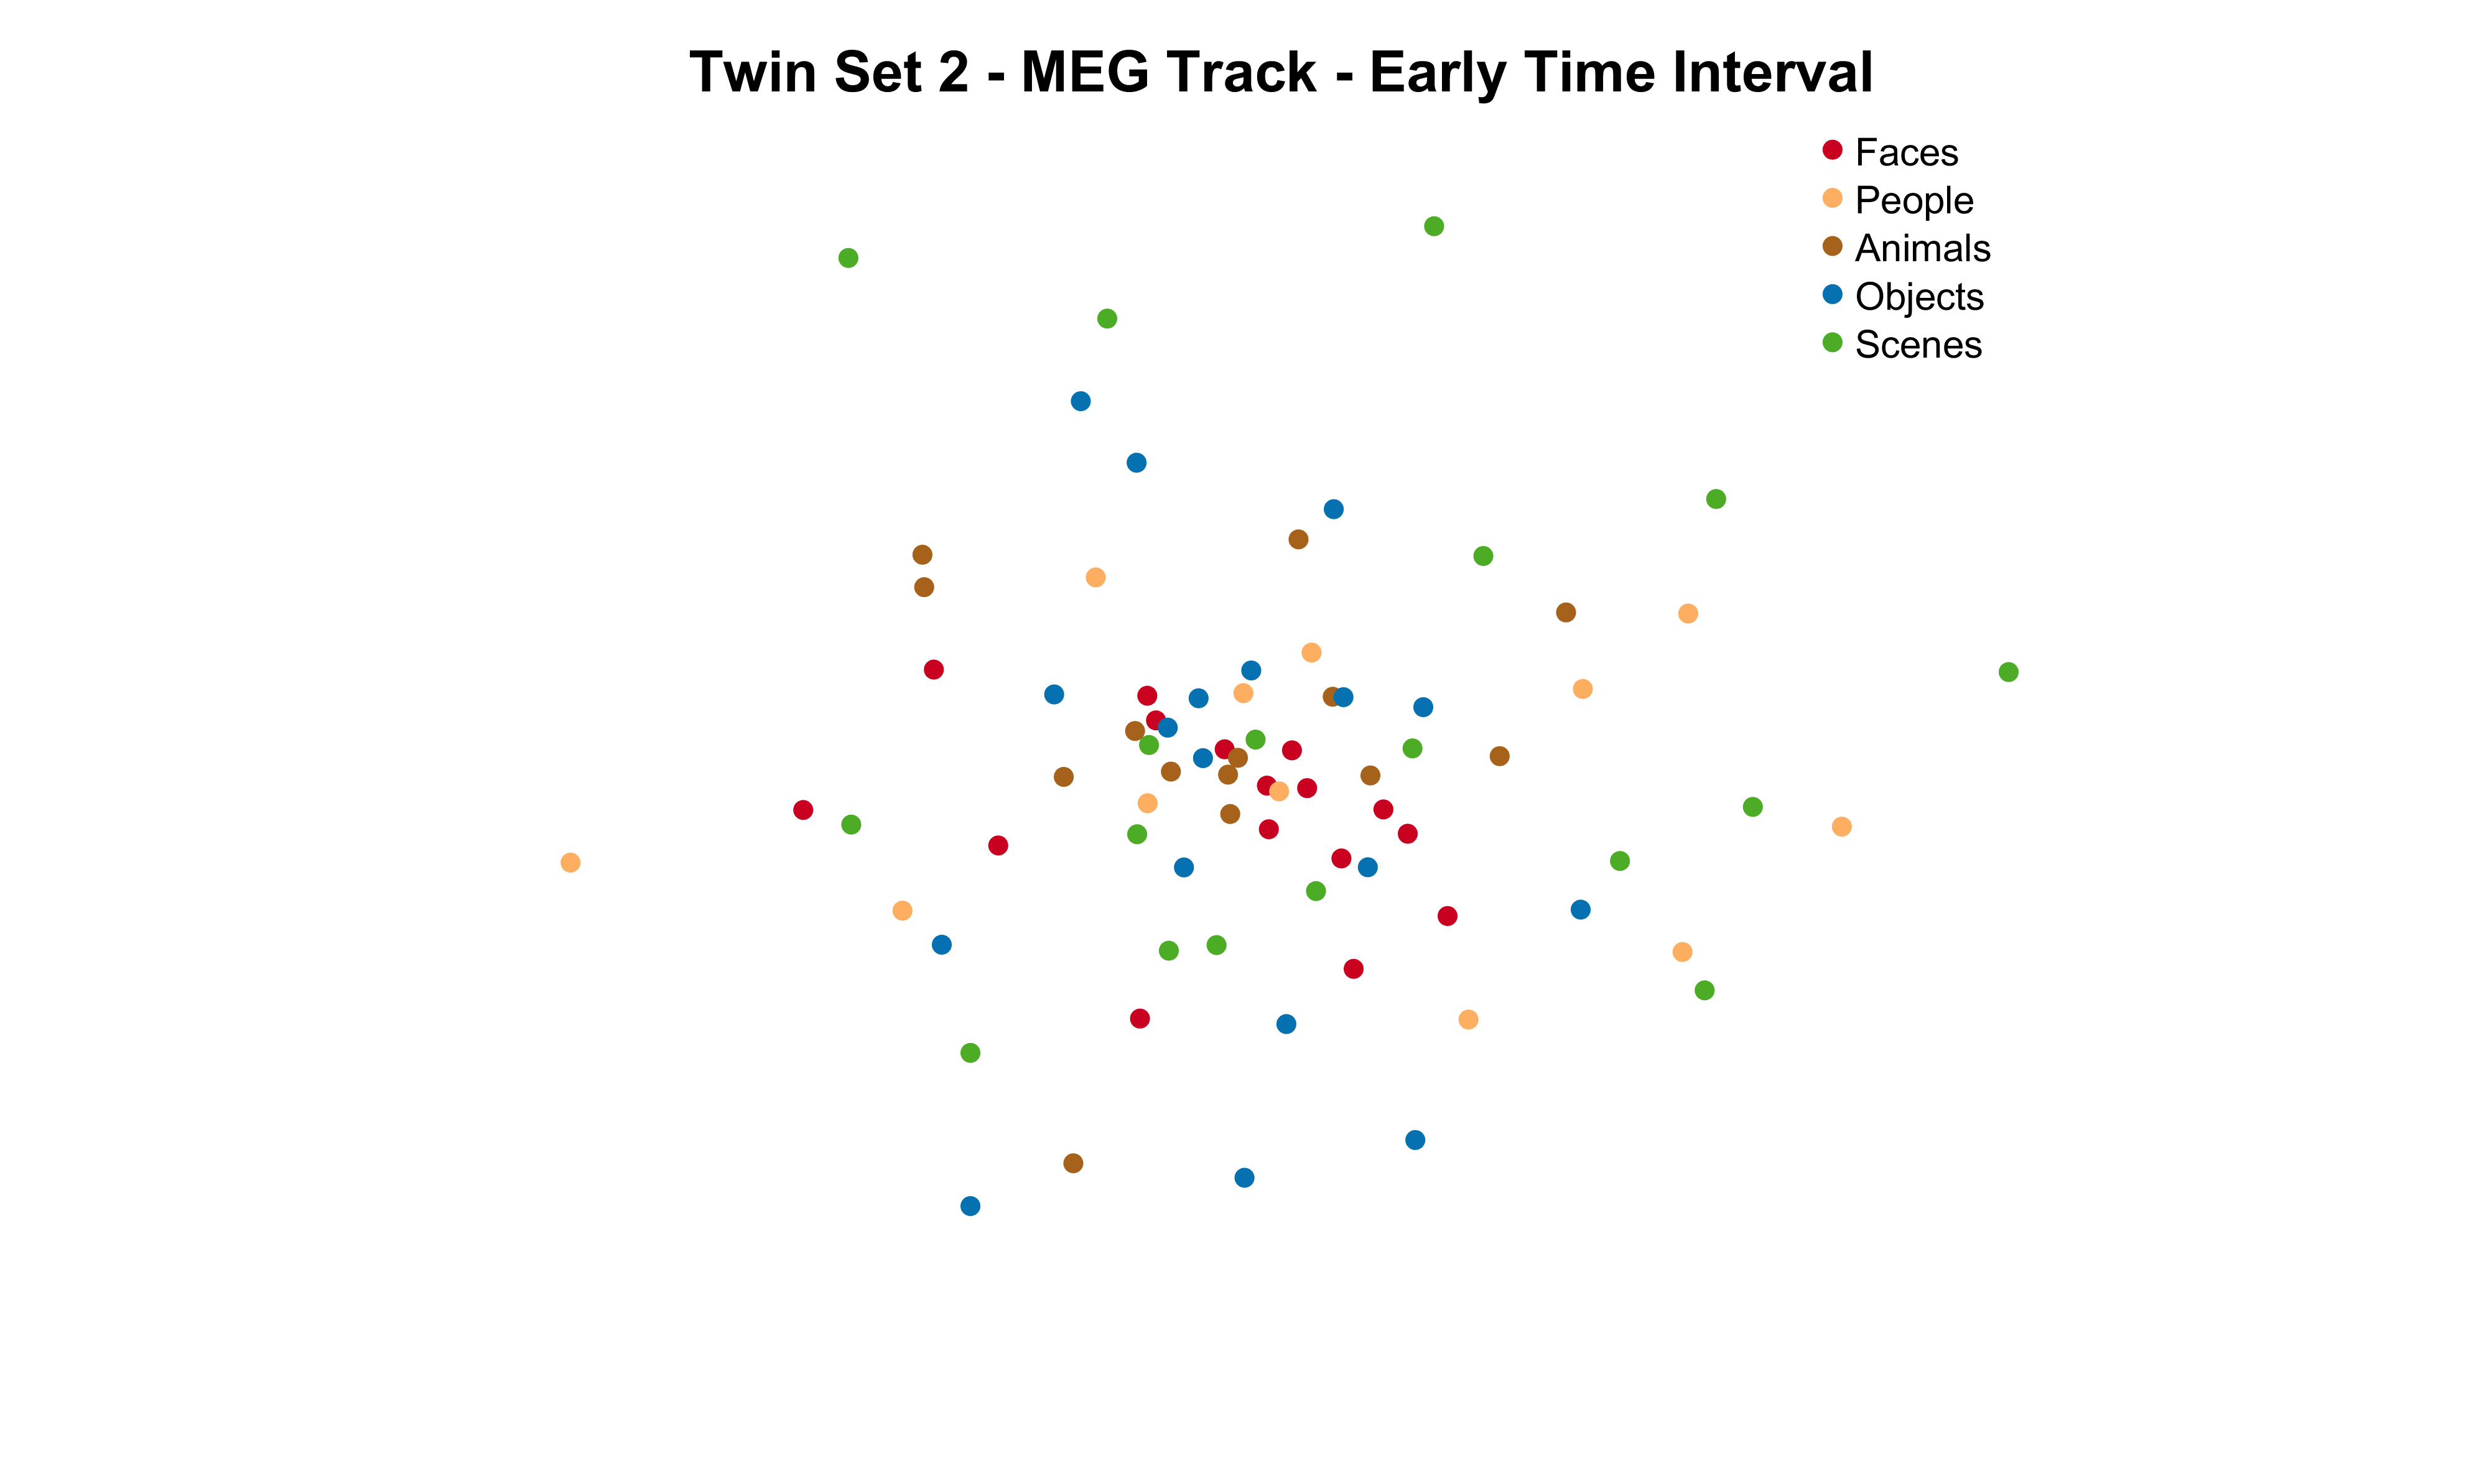 Twin Set 2 - MEG Track - Early Time Interval
Faces
People
Animals
Objects
Scenes